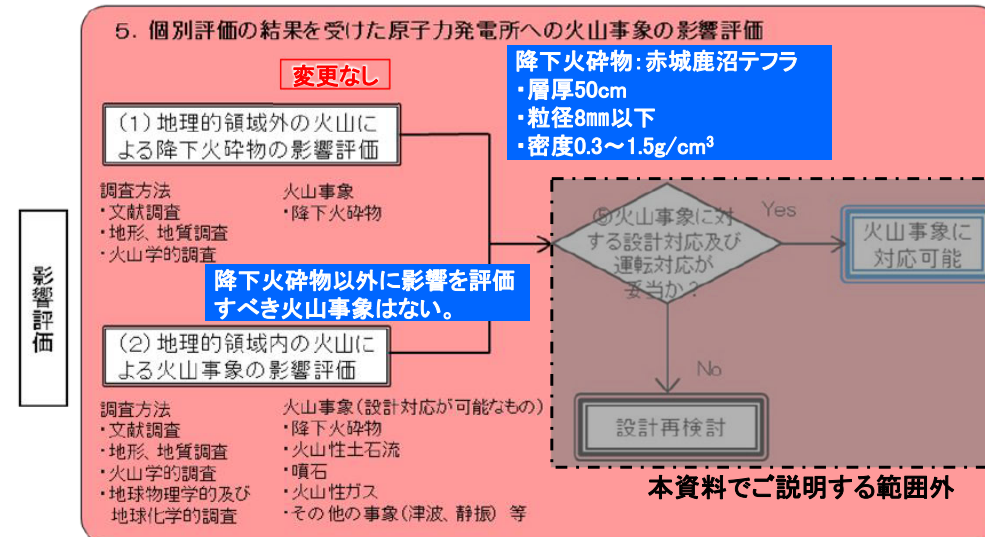 5. 個別評価の結果を受けた原子力発電所への火山事象の影響評価
変更なし
降下火砕物：赤城鹿沼テフラ
・層厚50cm
・粒径8㎜以下
・密度0.3～1.5g/cm³
(1)地理的領域外の火山に
よる降下火砕物の影響評価
調査方法
・文献調査
・地形、地質調査
・火山学的調査
火山事象
・降下火砕物
降下火砕物以外に影響を評価
すべき火山事象はない。
影響評価
(2)地理的領域内の火山に
よる火山事象の影響評価
調査方法
・文献調査
・地形、地質調査
・火山学的調査
・地球物理学的及び
地球化学的調査
火山事象(設計対応が可能なもの)
・降下火砕物
・火山性土石流
・噴石
・火山性ガス
・その他の事象(津波、静振) 等
⑤火山事象に対
する設計対応及び
運転対応が
妥当か？
Yes
火山事象に
対応可能
No
設計再検討
本資料でご説明する範囲外